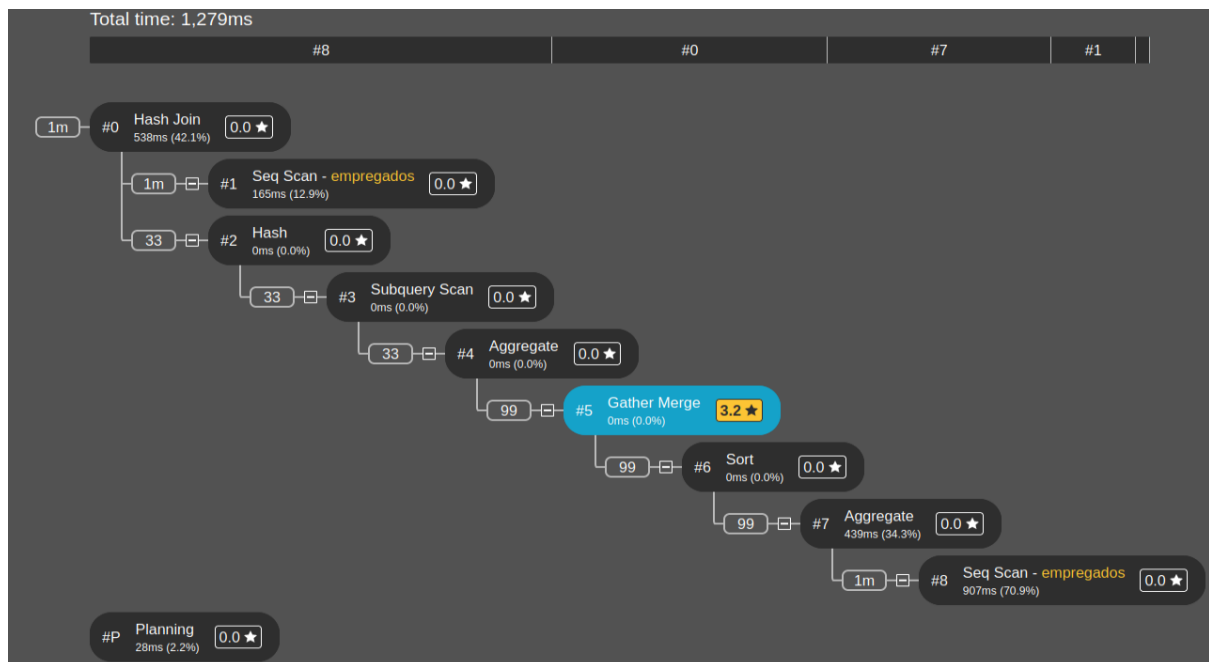 Total time: 1,279ms
#8 #0 #7 #1
1m #0 Hash Join 0.0 ★
538ms (42.1%)
1m #1 Seq Scan - empregados 0.0 ★
165ms (12.9%)
33 #2 Hash 0.0 ★
0ms (0.0%)
33 #3 Subquery Scan 0.0 ★
0ms (0.0%)
33 #4 Aggregate 0.0 ★
0ms (0.0%)
99 #5 Gather Merge 3.2 ★
0ms (0.0%)
99 #6 Sort 0.0 ★
0ms (0.0%)
99 #7 Aggregate 0.0 ★
439ms (34.3%)
1m #8 Seq Scan - empregados 0.0 ★
907ms (70.9%)
#P Planning 0.0 ★
28ms (2.2%)